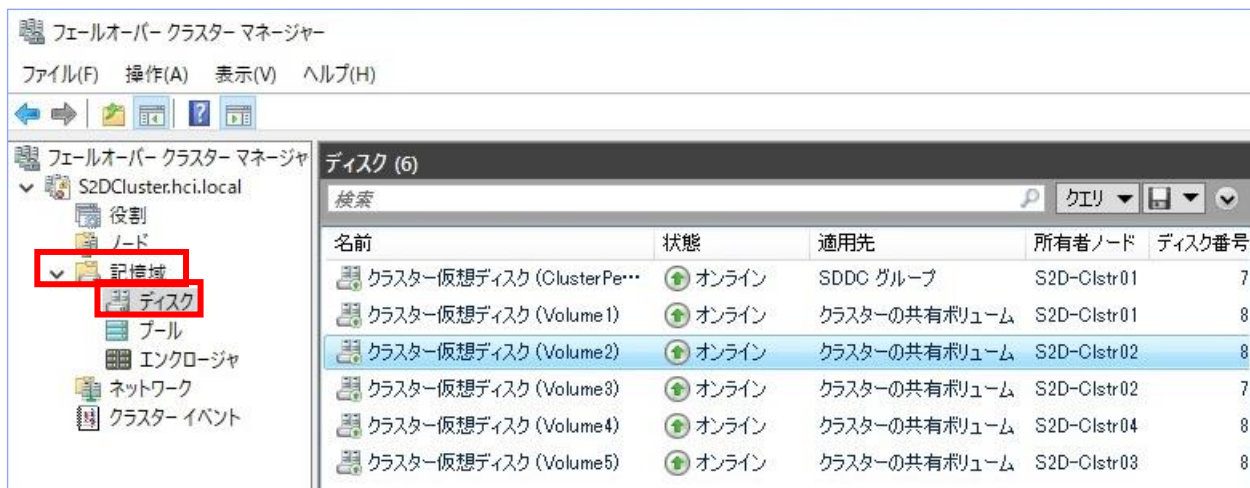 フェールオーバー クラスター マネージャー
ファイル(F) 操作(A) 表示(V) ヘルプ(H)
フェールオーバー クラスター マネージャ
S2DCluster.hci.local
役割
ノード
記憶域
ディスク
プール
エンクロージャ
ネットワーク
クラスター イベント
ディスク (6)
検索 クエリ
名前 状態 適用先 所有者ノード ディスク番号
クラスター仮想ディスク (ClusterPe… オンライン SDDC グループ S2D-Clstr01 7
クラスター仮想ディスク (Volume1) オンライン クラスターの共有ボリューム S2D-Clstr01 8
クラスター仮想ディスク (Volume2) オンライン クラスターの共有ボリューム S2D-Clstr02 8
クラスター仮想ディスク (Volume3) オンライン クラスターの共有ボリューム S2D-Clstr02 7
クラスター仮想ディスク (Volume4) オンライン クラスターの共有ボリューム S2D-Clstr04 8
クラスター仮想ディスク (Volume5) オンライン クラスターの共有ボリューム S2D-Clstr03 8